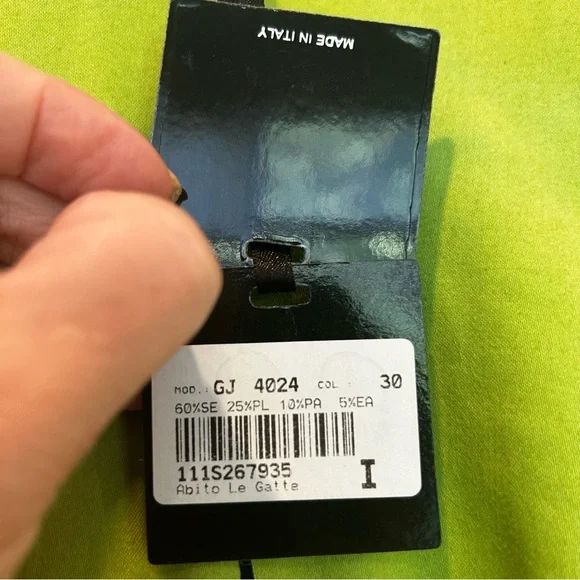 MADE IN ITALY
MOD.: GJ 4024 COL : 30
60%SE 25%PL 10%PA 5%EA
111S267935 I
Abito Le Gatte